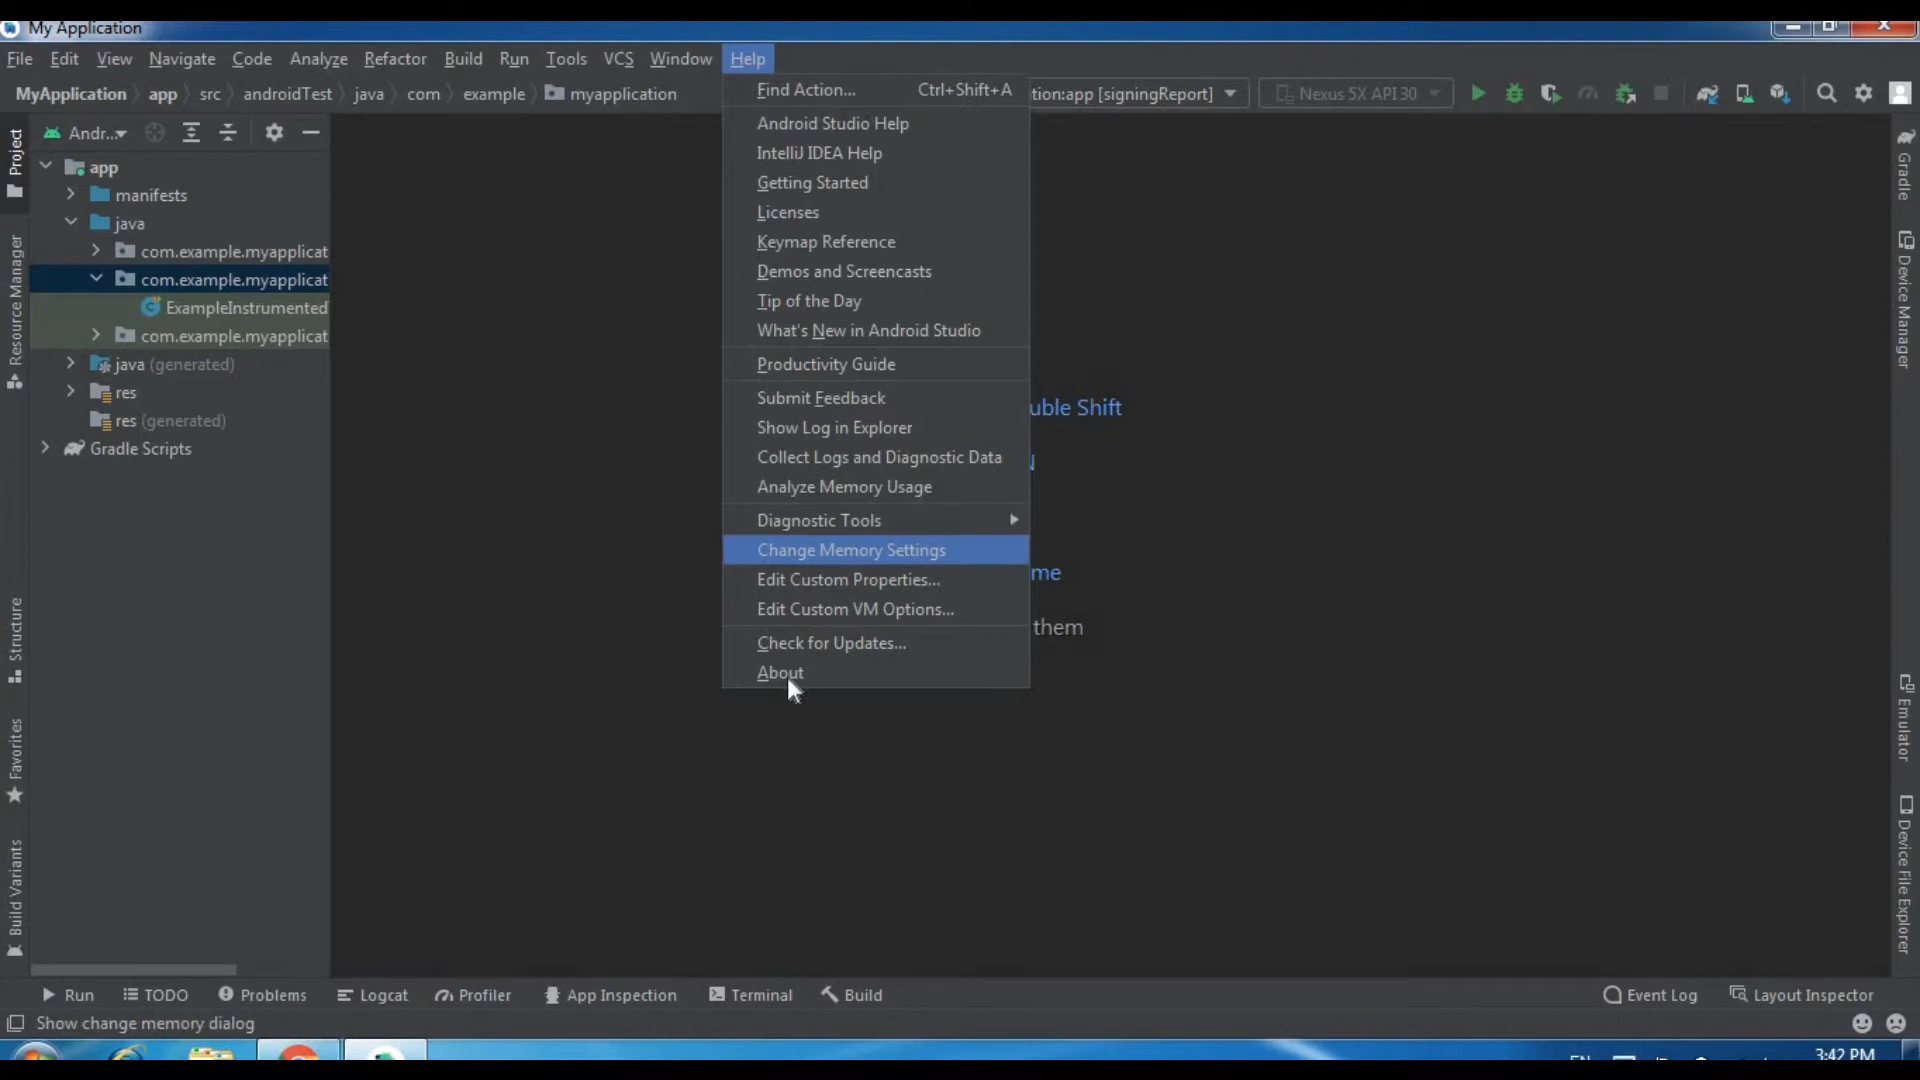 My Application
File Edit View Navigate Code Analyze Refactor Build Run Tools VCS Window Help
MyApplication app src androidTest java com example myapplication
tion:app [signingReport] Nexus 5X API 30
Andr...
app
manifests
java
com.example.myapplicat
com.example.myapplicat
ExampleInstrumented
com.example.myapplicat
java (generated)
res
res (generated)
Gradle Scripts
Project
Resource Manager
Structure
Favorites
Build Variants
Find Action... Ctrl+Shift+A
Android Studio Help
IntelliJ IDEA Help
Getting Started
Licenses
Keymap Reference
Demos and Screencasts
Tip of the Day
What's New in Android Studio
Productivity Guide
Submit Feedback
Show Log in Explorer
Collect Logs and Diagnostic Data
Analyze Memory Usage
Diagnostic Tools
Change Memory Settings
Edit Custom Properties...
Edit Custom VM Options...
Check for Updates...
About
uble Shift
me
them
Gradle
Device Manager
Emulator
Device File Explorer
Run TODO Problems Logcat Profiler App Inspection Terminal Build Event Log Layout Inspector
Show change memory dialog
3:42 PM